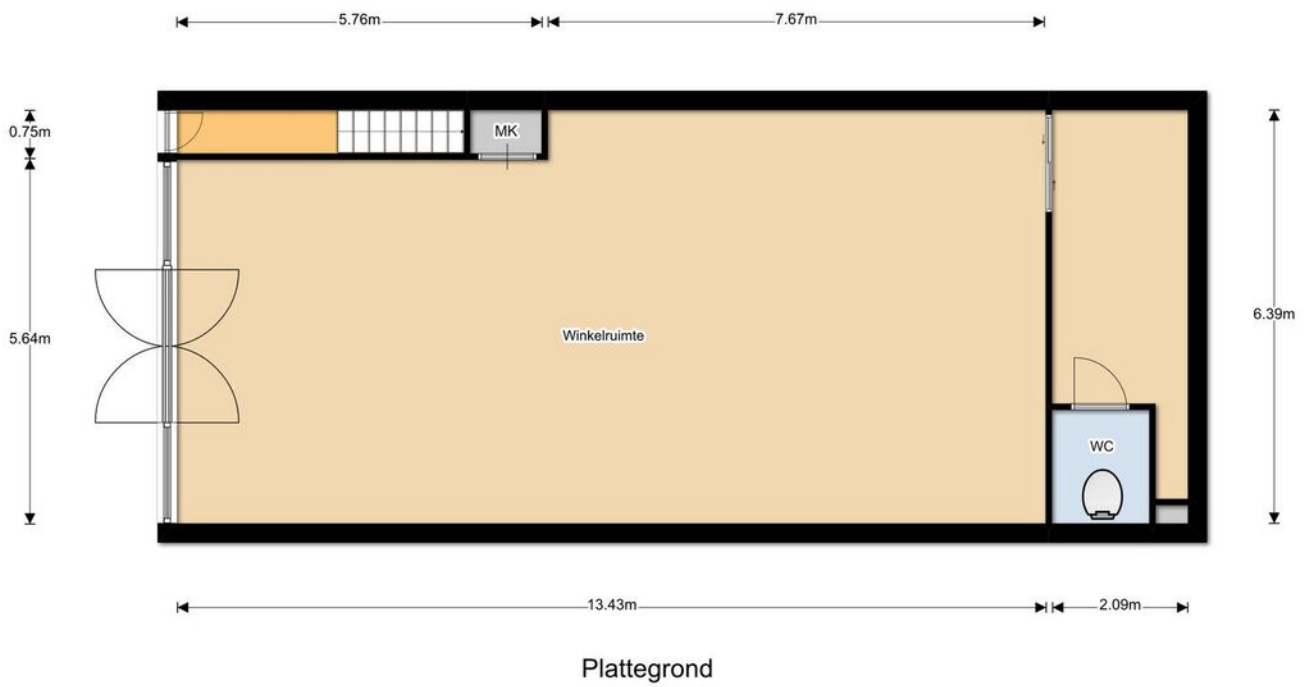 5.76m
7.67m
0.75m
MK
5.64m
Winkelruimte
6.39m
WC
13.43m
2.09m
Plattegrond